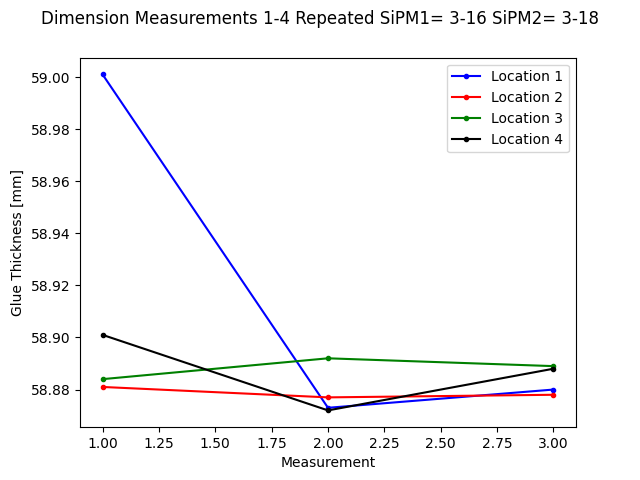 Dimension Measurements 1-4 Repeated SiPM1= 3-16 SiPM2= 3-18
59.00
58.98
58.96
58.94
58.92
58.90
58.88
Glue Thickness [mm]
Location 1
Location 2
Location 3
Location 4
1.00 1.25 1.50 1.75 2.00 2.25 2.50 2.75 3.00
Measurement